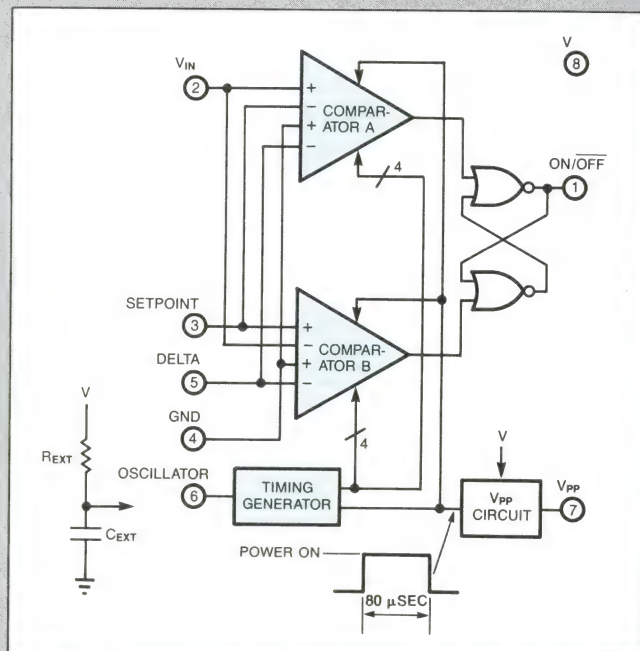 V
8
VIN
2
+
−
+
−
COMPAR-
ATOR A
4
ON/OFF
1
SETPOINT
3
DELTA
5
GND
4
+
−
+
−
COMPAR-
ATOR B
4
V
REXT
CEXT
OSCILLATOR
6
TIMING
GENERATOR
V
VPP
CIRCUIT
VPP
7
POWER ON
80 µSEC